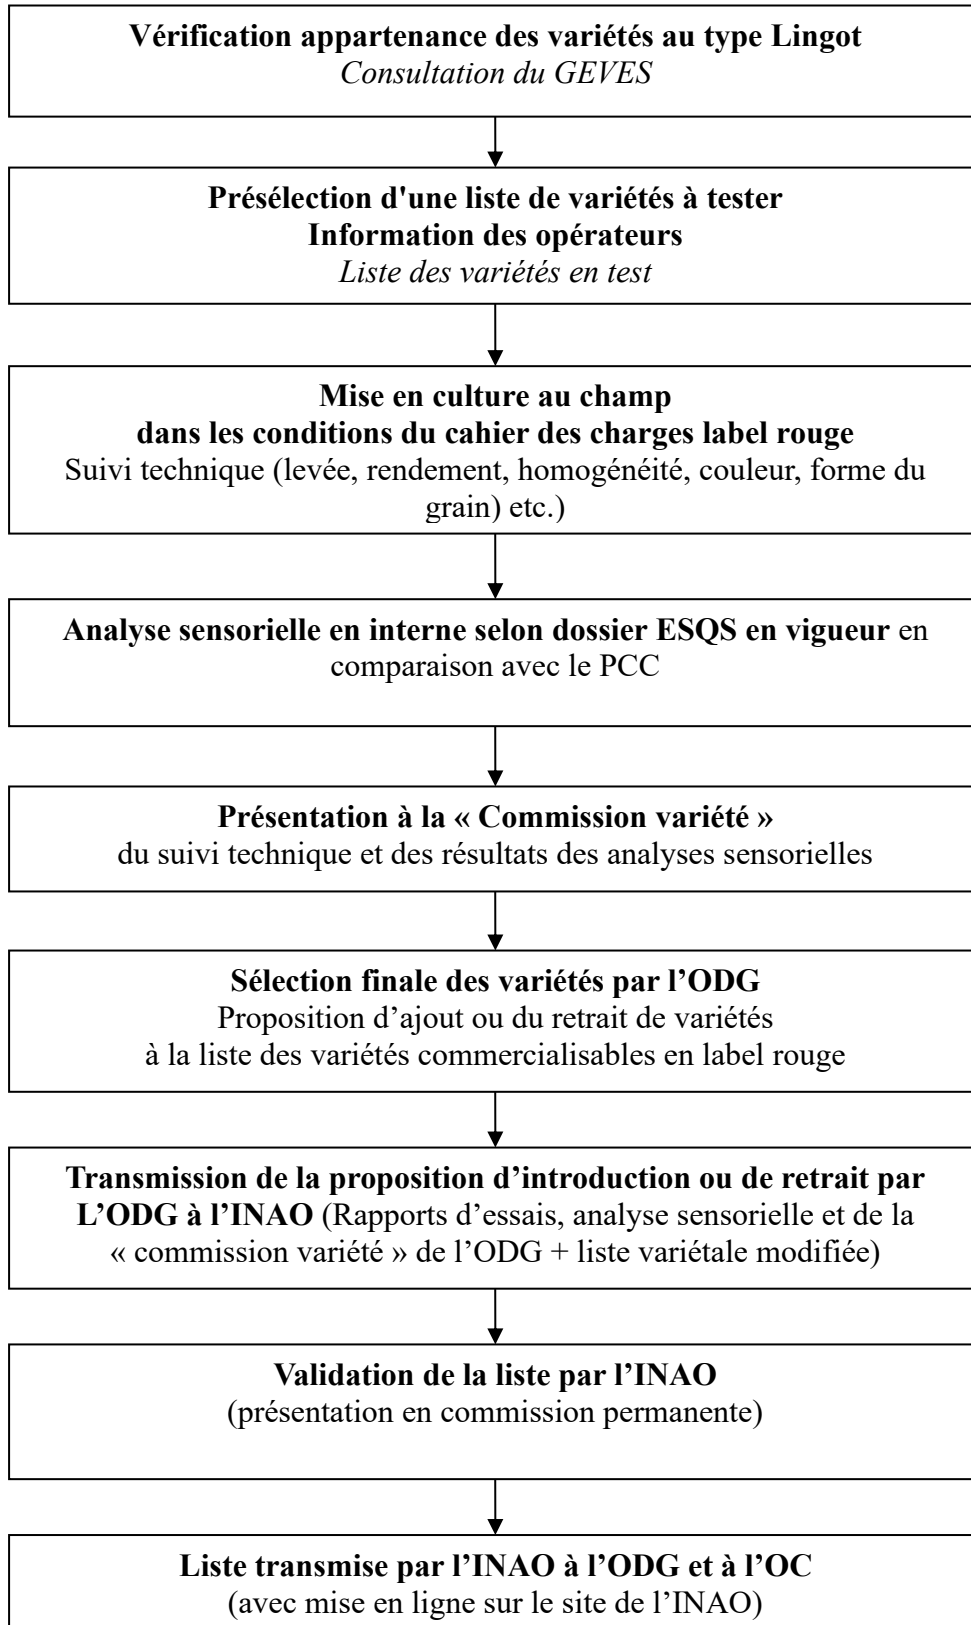 Vérification appartenance des variétés au type Lingot
Consultation du GEVES
Présélection d'une liste de variétés à tester
Information des opérateurs
Liste des variétés en test
Mise en culture au champ
dans les conditions du cahier des charges label rouge
Suivi technique (levée, rendement, homogénéité, couleur, forme du
grain) etc.)
Analyse sensorielle en interne selon dossier ESQS en vigueur en
comparaison avec le PCC
Présentation à la « Commission variété »
du suivi technique et des résultats des analyses sensorielles
Sélection finale des variétés par l’ODG
Proposition d’ajout ou du retrait de variétés
à la liste des variétés commercialisables en label rouge
Transmission de la proposition d’introduction ou de retrait par
L’ODG à l’INAO (Rapports d’essais, analyse sensorielle et de la
« commission variété » de l’ODG + liste variétale modifiée)
Validation de la liste par l’INAO
(présentation en commission permanente)
Liste transmise par l’INAO à l’ODG et à l’OC
(avec mise en ligne sur le site de l’INAO)